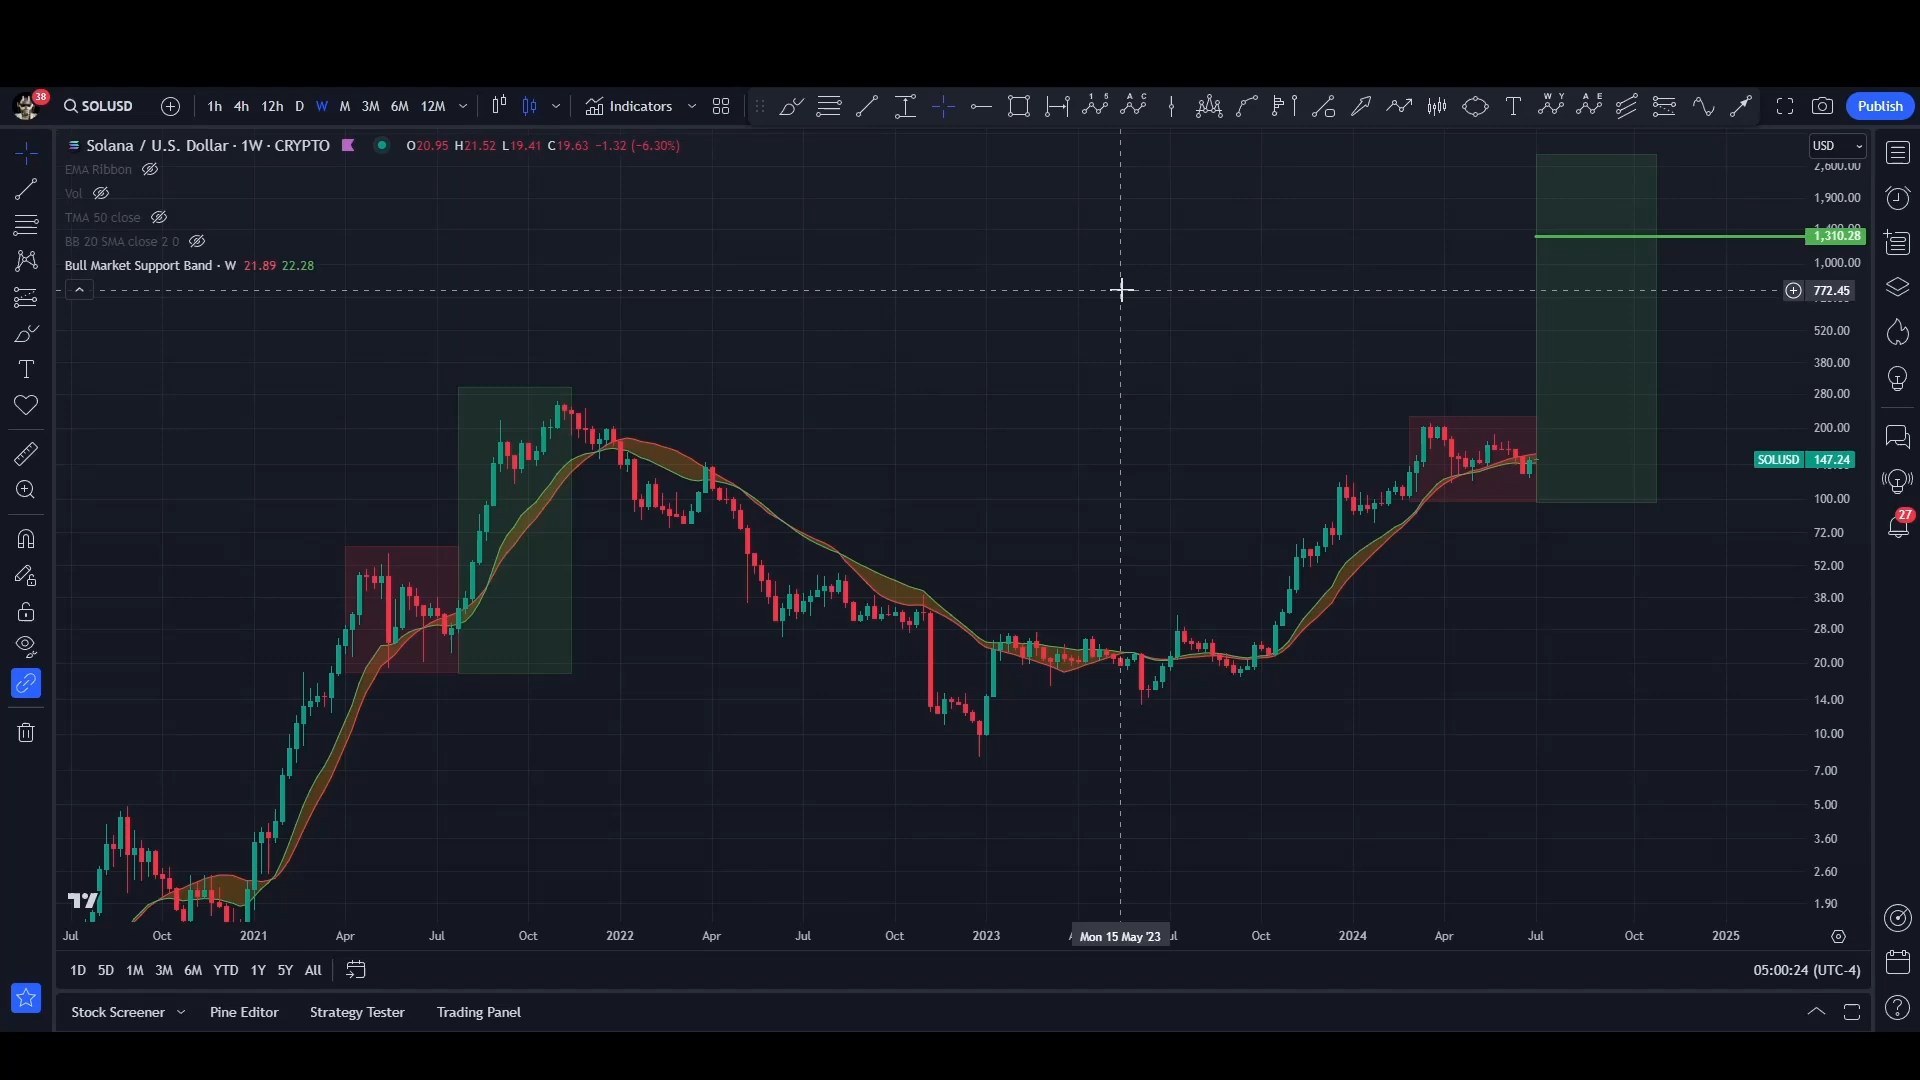 38
SOLUSD
1h 4h 12h D W M 3M 6M 12M
Indicators
Publish
Solana / U.S. Dollar · 1W · CRYPTO
O20.95 H21.52 L19.41 C19.63 −1.32 (−6.30%)
EMA Ribbon
Vol
TMA 50 close
BB 20 SMA close 2 0
Bull Market Support Band · W 21.89 22.28
USD
2,600.00
1,900.00
1,310.28
1,000.00
772.45
520.00
380.00
280.00
200.00
SOLUSD 147.24
100.00
72.00
52.00
38.00
28.00
20.00
14.00
10.00
7.00
5.00
3.60
2.60
1.90
27
Jul Oct 2021 Apr Jul Oct 2022 Apr Jul Oct 2023 Mon 15 May '23 Oct 2024 Apr Jul Oct 2025
1D 5D 1M 3M 6M YTD 1Y 5Y All
05:00:24 (UTC-4)
Stock Screener Pine Editor Strategy Tester Trading Panel